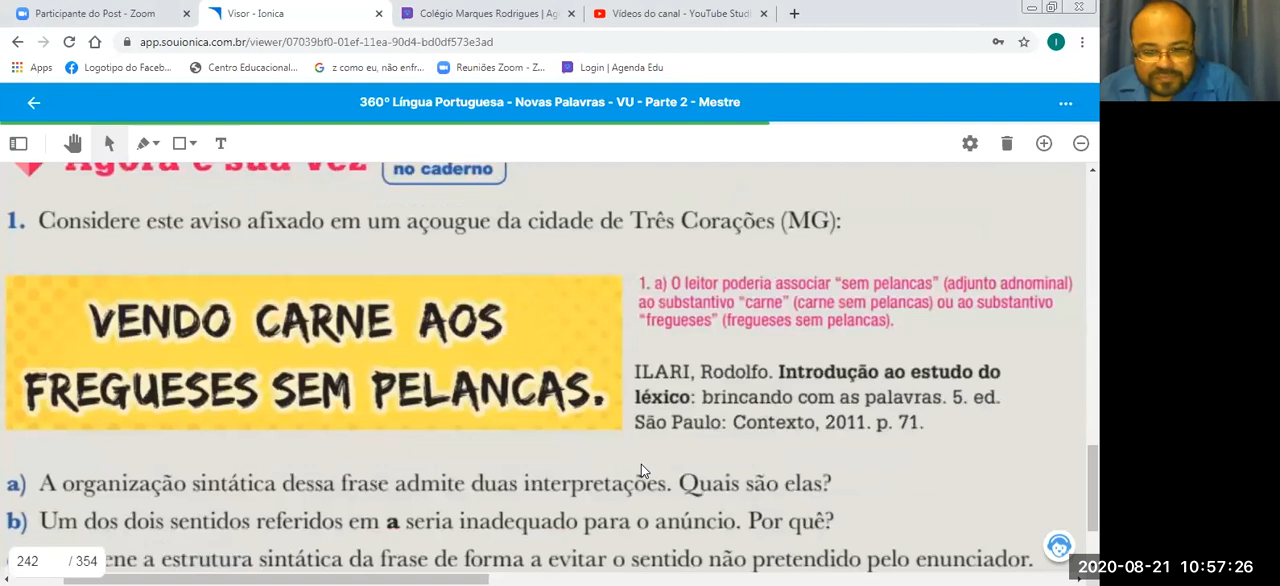 Participante do Post - Zoom
Visor - Ionica
Colégio Marques Rodrigues | Ag
Vídeos do canal - YouTube Studi
app.souionica.com.br/viewer/07039bf0-01ef-11ea-90d4-bd0df573e3ad
Apps
Logotipo do Faceb...
Centro Educacional...
z como eu, não enfr...
Reuniões Zoom - Z...
Login | Agenda Edu
360° Língua Portuguesa - Novas Palavras - VU - Parte 2 - Mestre
Agora é sua vez
no caderno
1. Considere este aviso afixado em um açougue da cidade de Três Corações (MG):
VENDO CARNE AOS
FREGUESES SEM PELANCAS.
1. a) O leitor poderia associar “sem pelancas” (adjunto adnominal)
ao substantivo “carne” (carne sem pelancas) ou ao substantivo
“fregueses” (fregueses sem pelancas).
ILARI, Rodolfo. Introdução ao estudo do
léxico: brincando com as palavras. 5. ed.
São Paulo: Contexto, 2011. p. 71.
a) A organização sintática dessa frase admite duas interpretações. Quais são elas?
b) Um dos dois sentidos referidos em a seria inadequado para o anúncio. Por quê?
ene a estrutura sintática da frase de forma a evitar o sentido não pretendido pelo enunciador.
242 / 354
2020-08-21 10:57:26